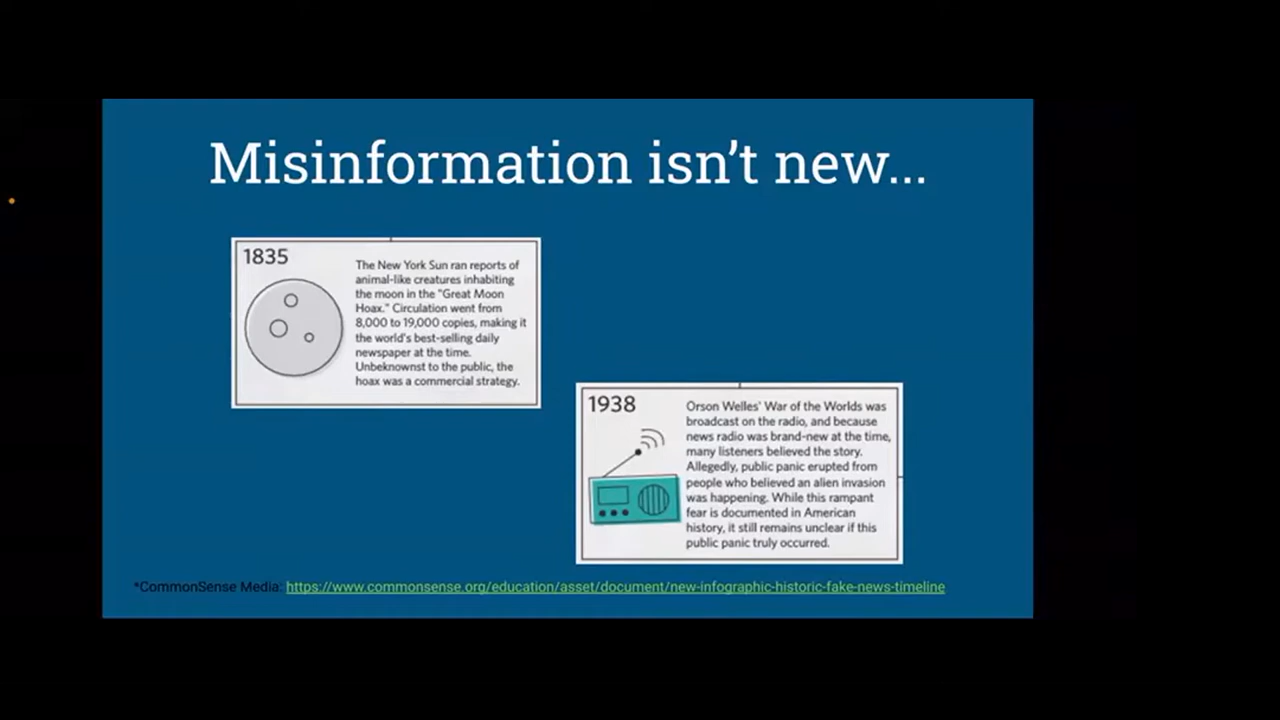 Misinformation isn't new...
1835
The New York Sun ran reports of
animal-like creatures inhabiting
the moon in the "Great Moon
Hoax." Circulation went from
8,000 to 19,000 copies, making it
the world's best-selling daily
newspaper at the time.
Unbeknownst to the public, the
hoax was a commercial strategy.
1938
Orson Welles' War of the Worlds was
broadcast on the radio, and because
news radio was brand-new at the time,
many listeners believed the story.
Allegedly, public panic erupted from
people who believed an alien invasion
was happening. While this rampant
fear is documented in American
history, it still remains unclear if this
public panic truly occurred.
*CommonSense Media: https://www.commonsense.org/education/asset/document/new-infographic-historic-fake-news-timeline